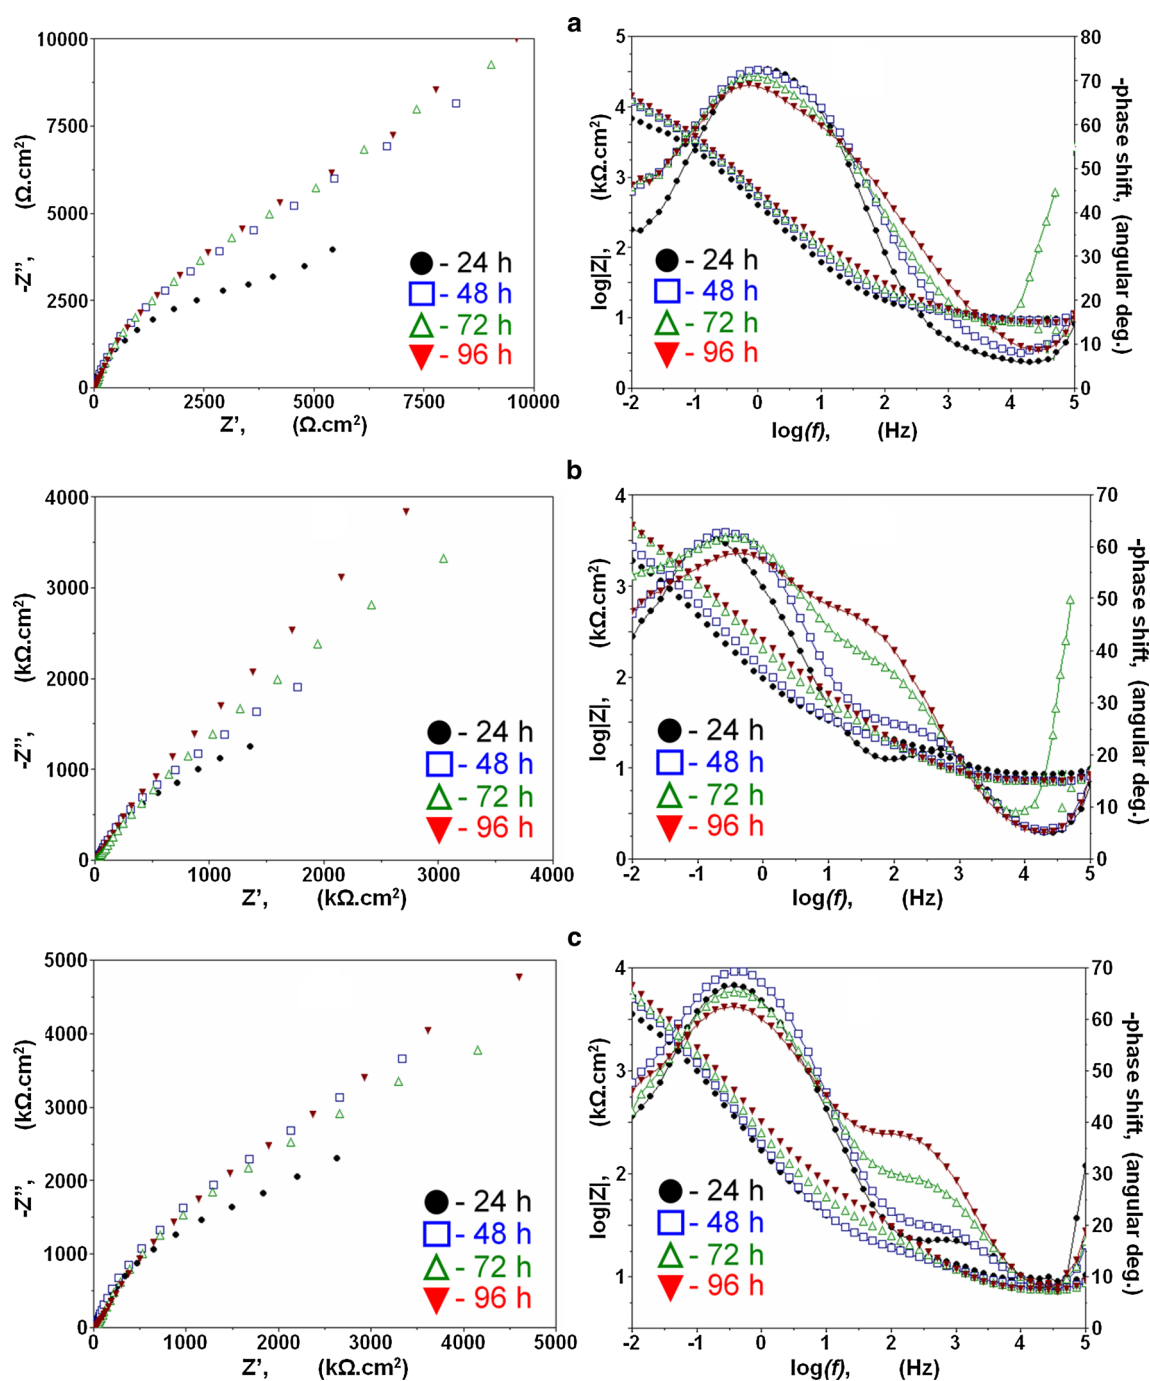 a
10000
7500
5000
2500
0
-Z”, (Ω.cm2)
0 2500 5000 7500 10000
Z’, (Ω.cm2)
- 24 h
- 48 h
- 72 h
- 96 h
5
4
3
2
1
0
log|Z|, (kΩ.cm2)
80
70
60
50
40
30
20
10
0
-phase shift, (angular deg.)
-2 -1 0 1 2 3 4 5
log(f), (Hz)
- 24 h
- 48 h
- 72 h
- 96 h
b
4000
3000
2000
1000
0
-Z”, (kΩ.cm2)
0 1000 2000 3000 4000
Z’, (kΩ.cm2)
- 24 h
- 48 h
- 72 h
- 96 h
4
3
2
1
0
log|Z|, (kΩ.cm2)
70
60
50
40
30
20
10
0
-phase shift, (angular deg.)
-2 -1 0 1 2 3 4 5
log(f), (Hz)
- 24 h
- 48 h
- 72 h
- 96 h
c
5000
4000
3000
2000
1000
0
-Z”, (kΩ.cm2)
0 1000 2000 3000 4000 5000
Z’, (kΩ.cm2)
- 24 h
- 48 h
- 72 h
- 96 h
4
3
2
1
log|Z|, (kΩ.cm2)
70
60
50
40
30
20
10
0
-phase shift, (angular deg.)
-2 -1 0 1 2 3 4 5
log(f), (Hz)
- 24 h
- 48 h
- 72 h
- 96 h